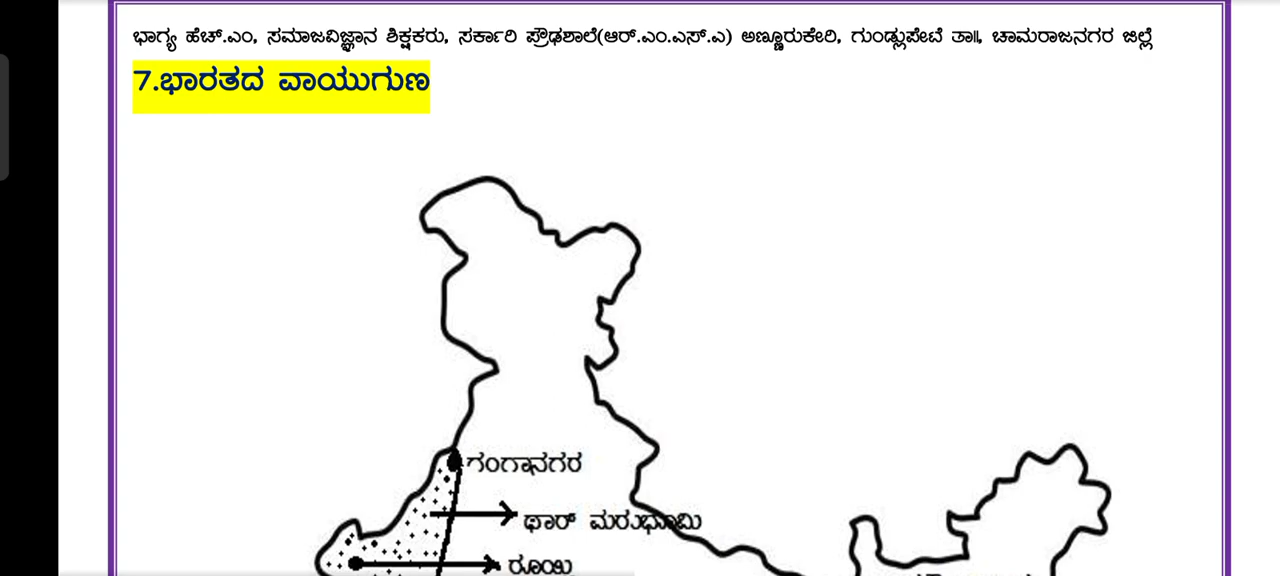 ಭಾಗ್ಯ ಹೆಚ್.ಎಂ, ಸಮಾಜವಿಜ್ಞಾನ ಶಿಕ್ಷಕರು, ಸರ್ಕಾರಿ ಪ್ರೌಢಶಾಲೆ(ಆರ್.ಎಂ.ಎಸ್.ಎ) ಅಣ್ಣೂರುಕೇರಿ, ಗುಂಡ್ಲುಪೇಟೆ ತಾ||, ಚಾಮರಾಜನಗರ ಜಿಲ್ಲೆ
7.ಭಾರತದ ವಾಯುಗುಣ
ಗಂಗಾನಗರ
ಥಾರ್ ಮರುಭೂಮಿ
ರೂಯಿ